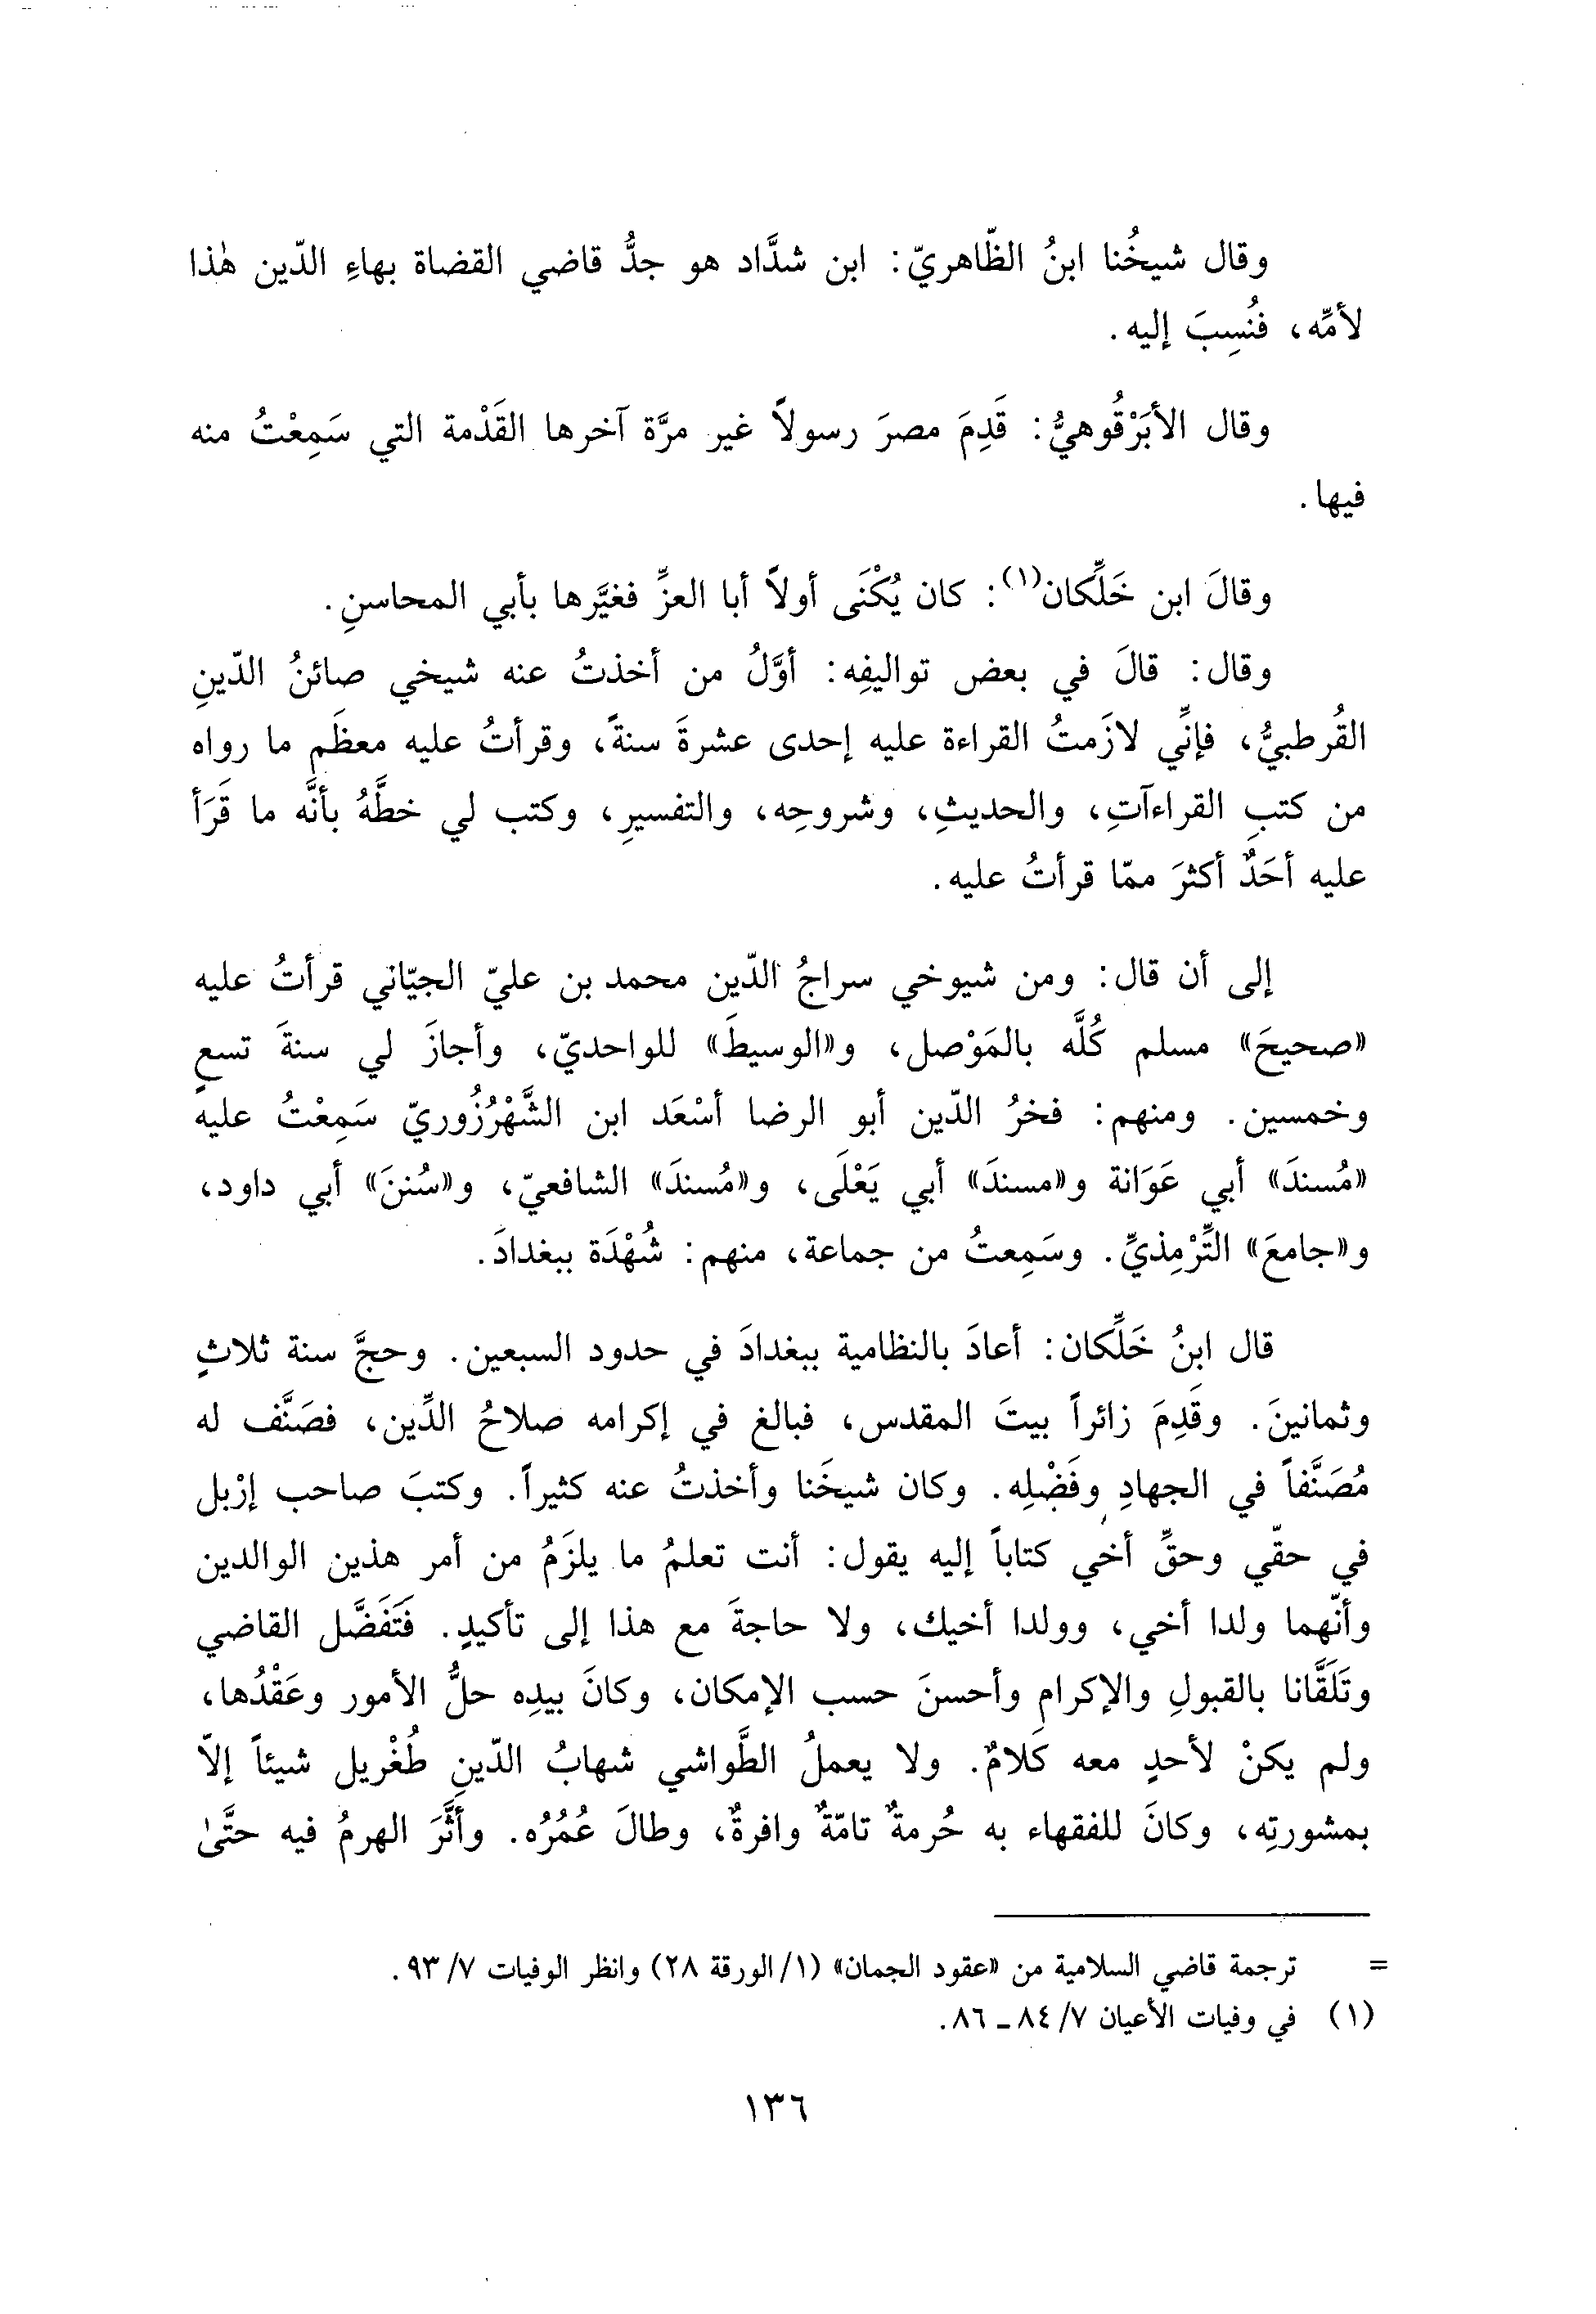 وقال شيخُنا ابنُ الظّاهريّ: ابن شدَّاد هو جدُّ قاضي القضاة بهاءِ الدّين هٰذا
لأمِّه، فنُسِبَ إليه.
وقال الأبَرْقُوهيُّ: قَدِمَ مصرَ رسولاً غير مرَّة آخرها القَدْمة التي سَمِعْتُ منه
فيها.
وقالَ ابن خَلِّكان(١): كان يُكْنَى أولاً أبا العزِّ فغيَّرها بأبي المحاسنِ.
وقال: قالَ في بعض تواليفِه: أوَّلُ من أخذتُ عنه شيخي صائنُ الدّينِ
القُرطبيُّ، فإنِّي لازَمتُ القراءة عليه إحدى عشرةَ سنةً، وقرأتُ عليه معظَم ما رواه
من كتبِ القراءآتِ، والحديثِ، وشروحِه، والتفسيرِ، وكتب لي خطَّهُ بأنَّه ما قَرَأ
عليه أحَدٌ أكثرَ ممّا قرأتُ عليه.
إلى أن قال: ومن شيوخي سراجُ الدّين محمد بن عليّ الجيّاني قرأتُ عليه
«صحيحَ» مسلم كُلَّه بالمَوْصل، و«الوسيطَ» للواحديّ، وأجازَ لي سنةَ تسعٍ
وخمسين. ومنهم: فخرُ الدّين أبو الرضا أسْعَد ابن الشَّهْرُزُوريّ سَمِعْتُ عليه
«مُسندَ» أبي عَوَانة و«مسندَ» أبي يَعْلَى، و«مُسندَ» الشافعيّ، و«سُننَ» أبي داود،
و«جامعَ» التِّرْمِذيِّ. وسَمِعتُ من جماعة، منهم: شُهْدَة ببغدادَ.
قال ابنُ خَلِّكان: أعادَ بالنظامية ببغدادَ في حدود السبعين. وحجَّ سنة ثلاثٍ
وثمانينَ. وقَدِمَ زائراً بيتَ المقدس، فبالغ في إكرامه صلاحُ الدِّين، فصَنَّف له
مُصَنَّفاً في الجهادِ وفَضْلِه. وكان شيخَنا وأخذتُ عنه كثيراً. وكتبَ صاحب إرْبل
في حقّي وحقِّ أخي كتاباً إليه يقول: أنت تعلمُ ما يلزَمُ من أمر هذين الوالدين
وأنّهما ولدا أخي، وولدا أخيك، ولا حاجةَ مع هذا إلى تأكيدٍ. فَتَفَضَّل القاضي
وتَلَقَّانا بالقبولِ والإكرامِ وأحسنَ حسب الإمكان، وكانَ بيدِه حلُّ الأمور وعَقْدُها،
ولم يكنْ لأحدٍ معه كَلامٌ. ولا يعملُ الطَّواشي شهابُ الدّينِ طُغْريل شيئاً إلاّ
بمشورتِه، وكانَ للفقهاء به حُرمةٌ تامّةٌ وافرةٌ، وطالَ عُمُرُه. وأثَّرَ الهرمُ فيه حتَّىٰ
= ترجمة قاضي السلامية من «عقود الجمان» (١/ الورقة ٢٨) وانظر الوفيات ٧/ ٩٣.
(١) في وفيات الأعيان ٧/ ٨٤ ـ ٨٦.
١٣٦